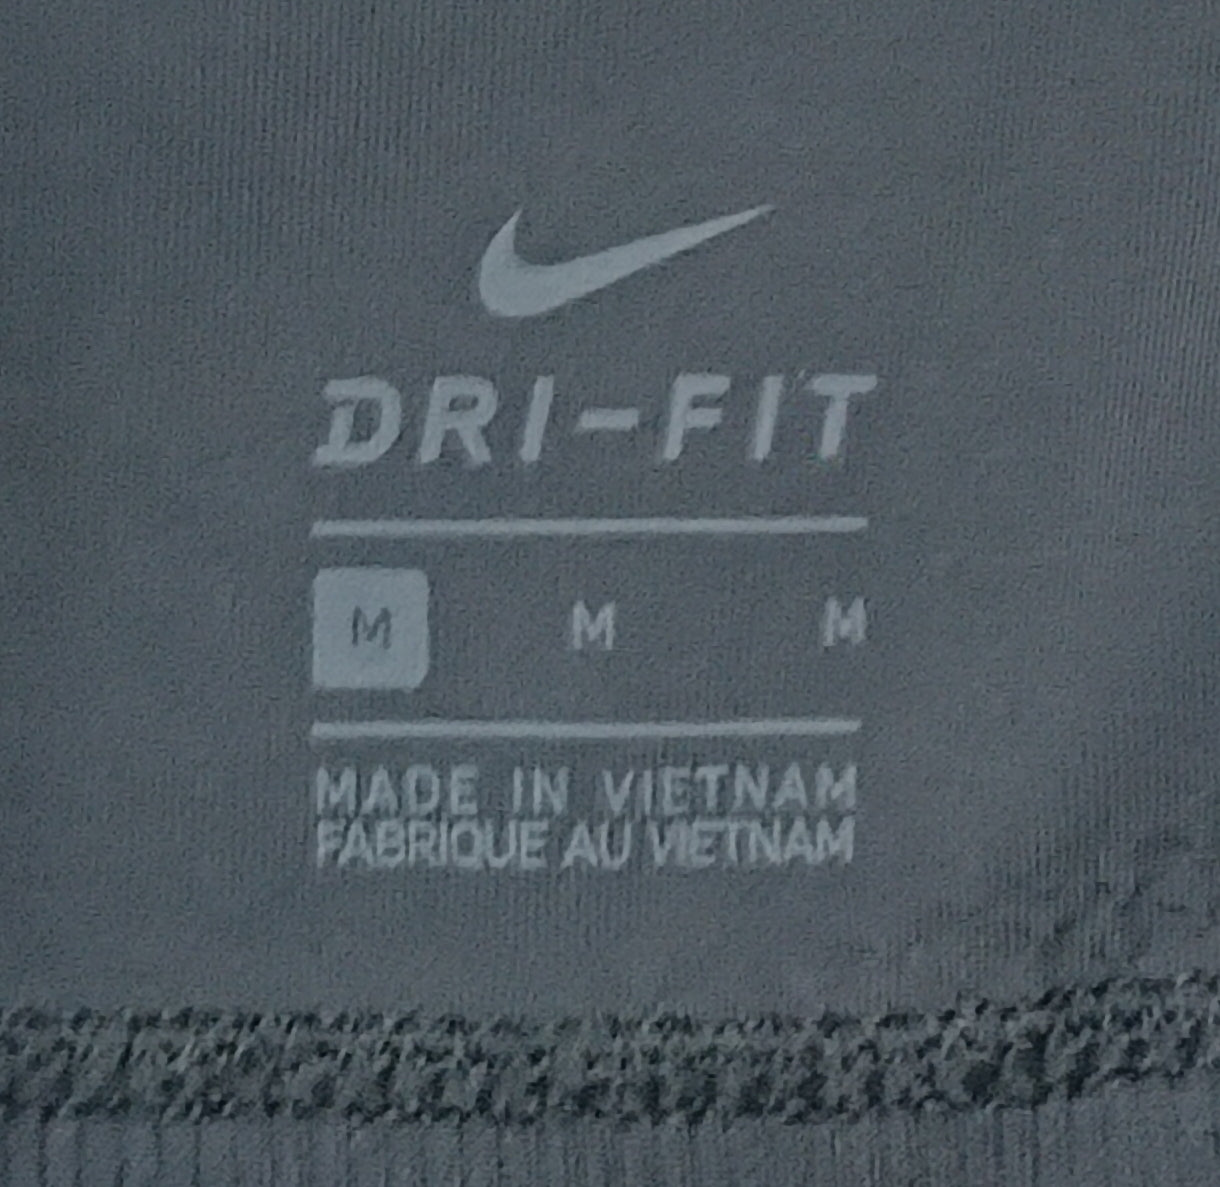 DRI-FIT
M M M
MADE IN VIETNAM
FABRIQUE AU VIETNAM